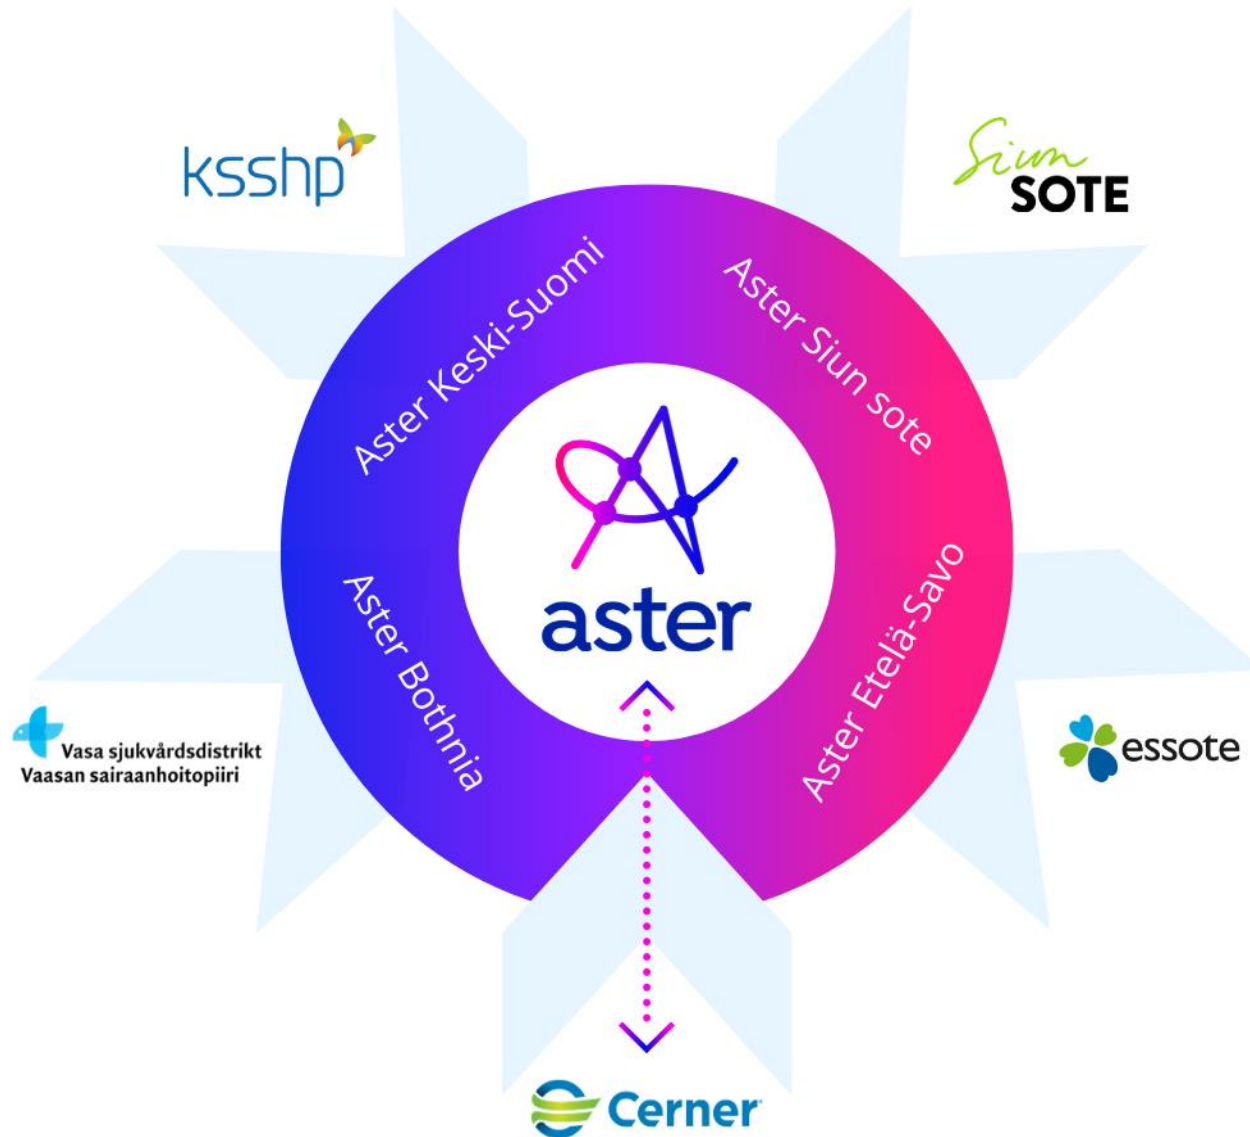 ksshp
Siun
SOTE
Aster Keski-Suomi
Aster Siun sote
aster
Aster Bothnia
Aster Etelä-Savo
Vasa sjukvårdsdistrikt
Vaasan sairaanhoitopiiri
essote
Cerner